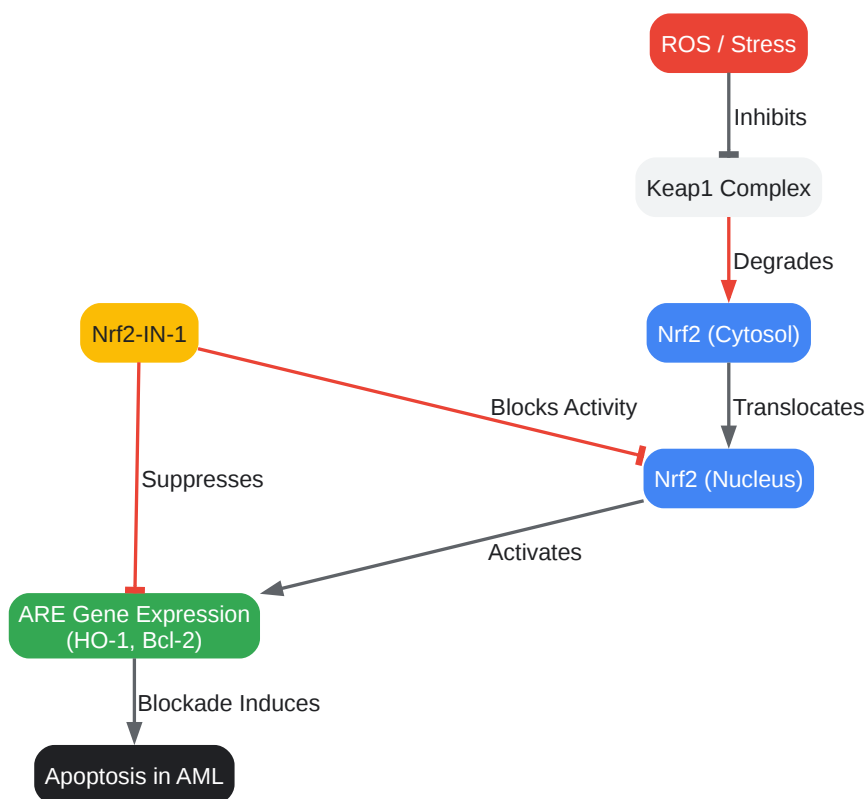 ROS / Stress
Inhibits
Keap1 Complex
Degrades
Nrf2-IN-1
Nrf2 (Cytosol)
Blocks Activity
Translocates
Suppresses
Nrf2 (Nucleus)
Activates
ARE Gene Expression
(HO-1, Bcl-2)
Blockade Induces
Apoptosis in AML